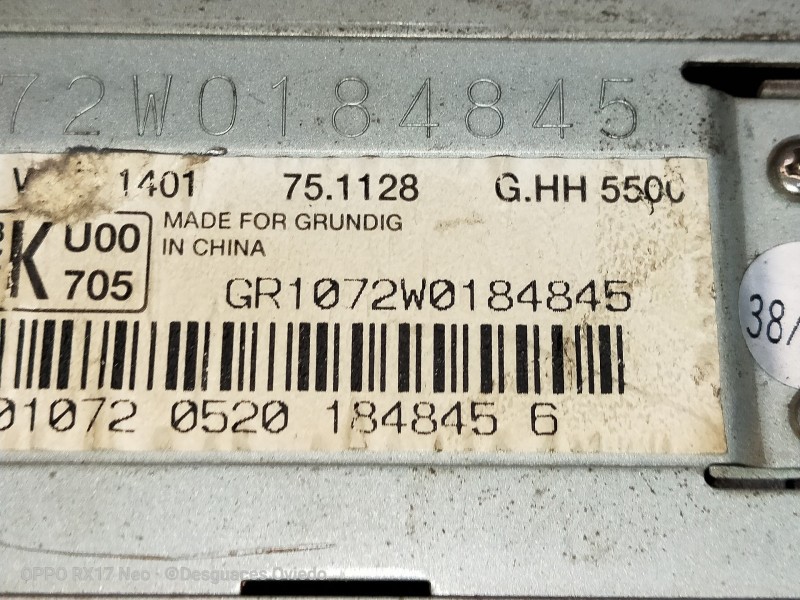 72W0184845
1401 75.1128 G.HH 550
K U00 705
MADE FOR GRUNDIG
IN CHINA
GR1072W0184845
38/
01072 0520 184845 6
OPPO RX17 Neo · ©Desguaces Oviedo